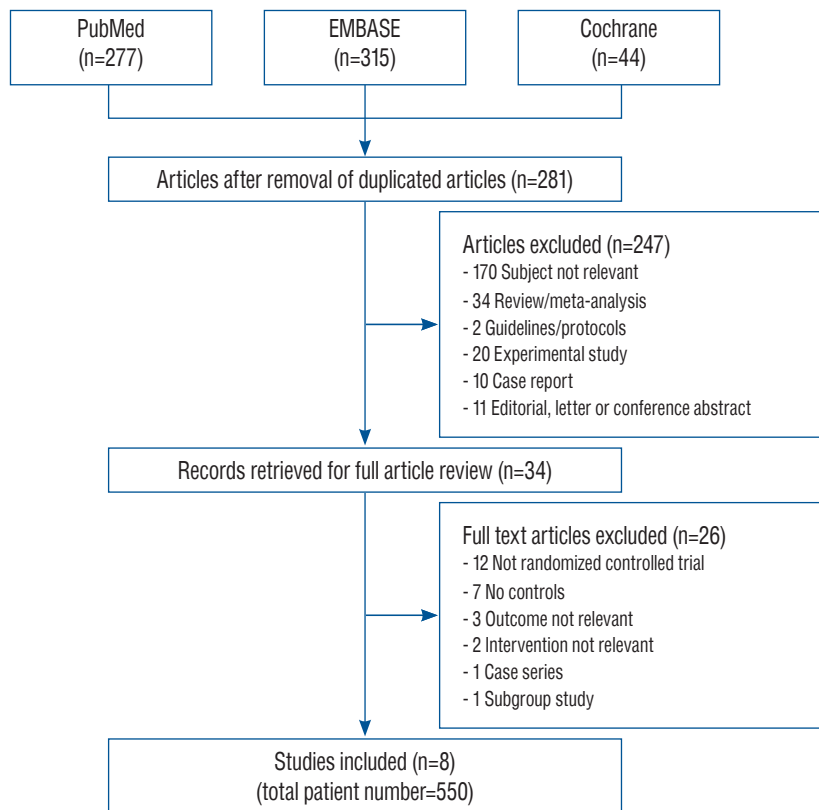 PubMed
(n=277)
EMBASE
(n=315)
Cochrane
(n=44)
Articles after removal of duplicated articles (n=281)
Articles excluded (n=247)
- 170 Subject not relevant
- 34 Review/meta-analysis
- 2 Guidelines/protocols
- 20 Experimental study
- 10 Case report
- 11 Editorial, letter or conference abstract
Records retrieved for full article review (n=34)
Full text articles excluded (n=26)
- 12 Not randomized controlled trial
- 7 No controls
- 3 Outcome not relevant
- 2 Intervention not relevant
- 1 Case series
- 1 Subgroup study
Studies included (n=8)
(total patient number=550)